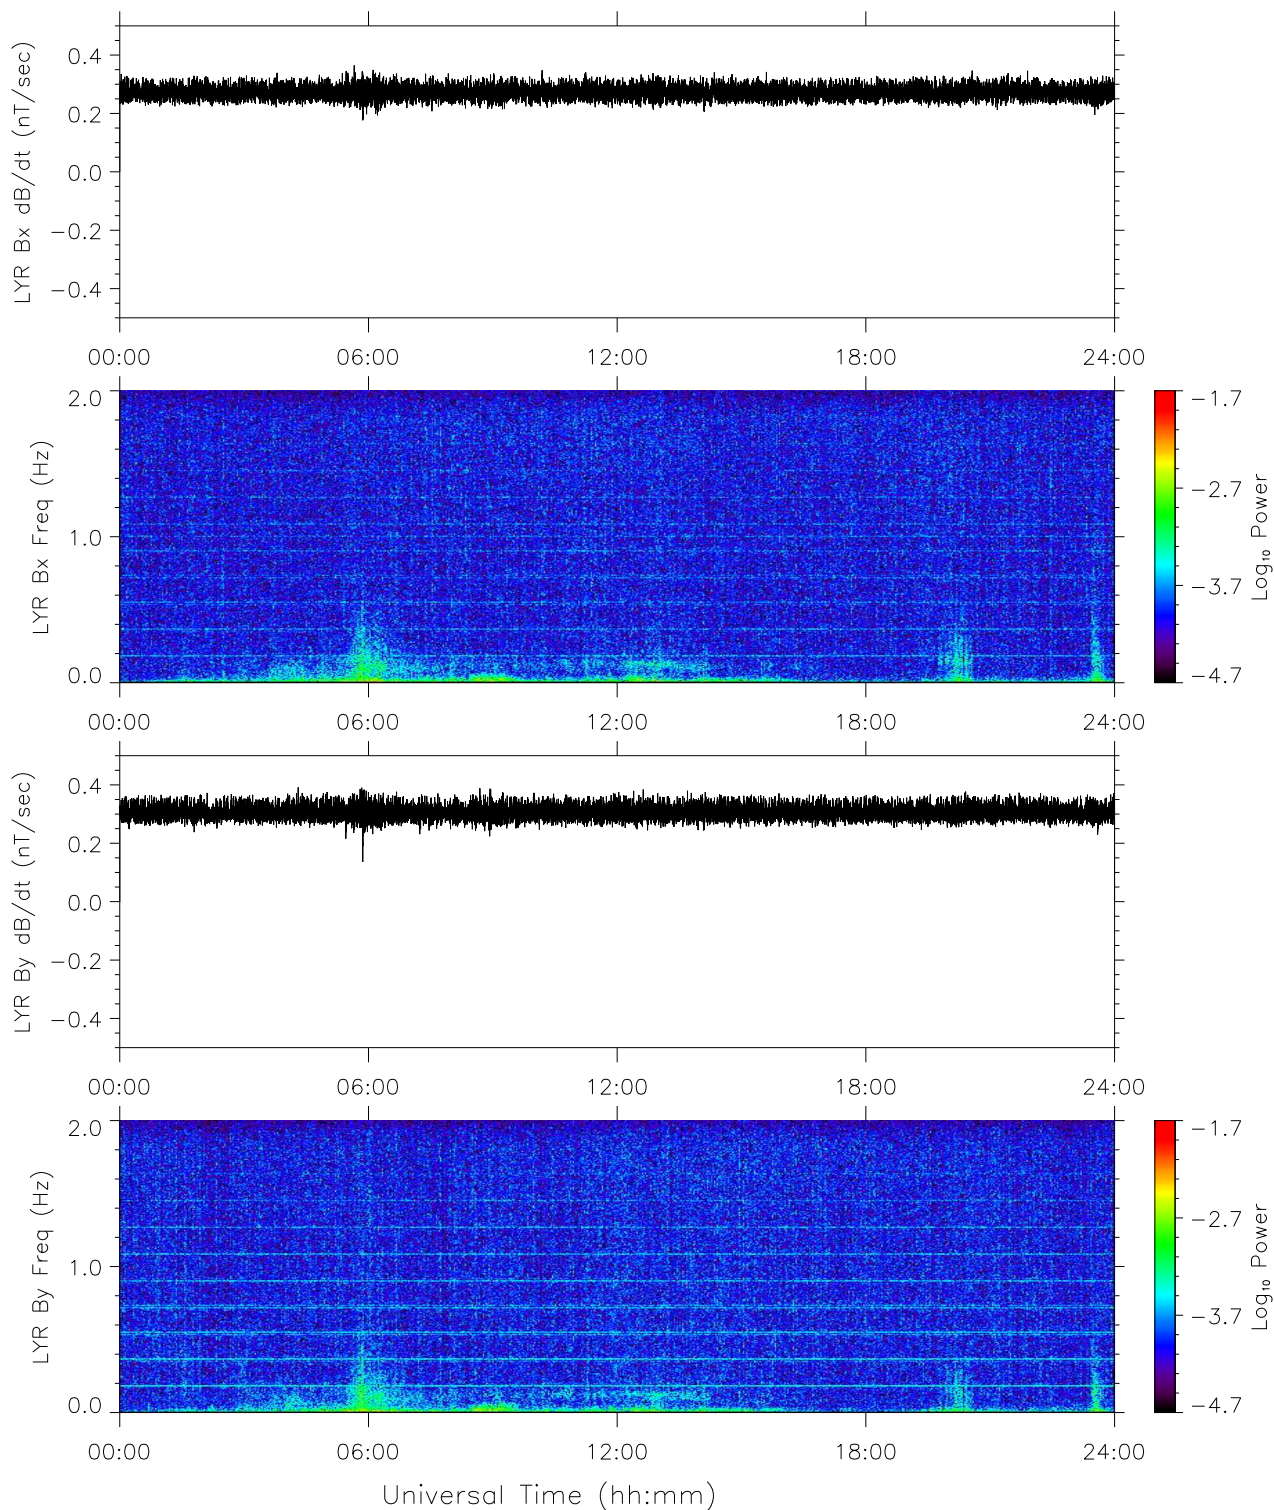 LYR Bx dB/dt (nT/sec)
0.4
0.2
0.0
−0.2
−0.4
00:00 06:00 12:00 18:00 24:00
LYR Bx Freq (Hz)
2.0
1.0
0.0
−1.7
−2.7
−3.7
−4.7
Log₁₀ Power
00:00 06:00 12:00 18:00 24:00
LYR By dB/dt (nT/sec)
0.4
0.2
0.0
−0.2
−0.4
00:00 06:00 12:00 18:00 24:00
LYR By Freq (Hz)
2.0
1.0
0.0
−1.7
−2.7
−3.7
−4.7
Log₁₀ Power
00:00 06:00 12:00 18:00 24:00
Universal Time (hh:mm)